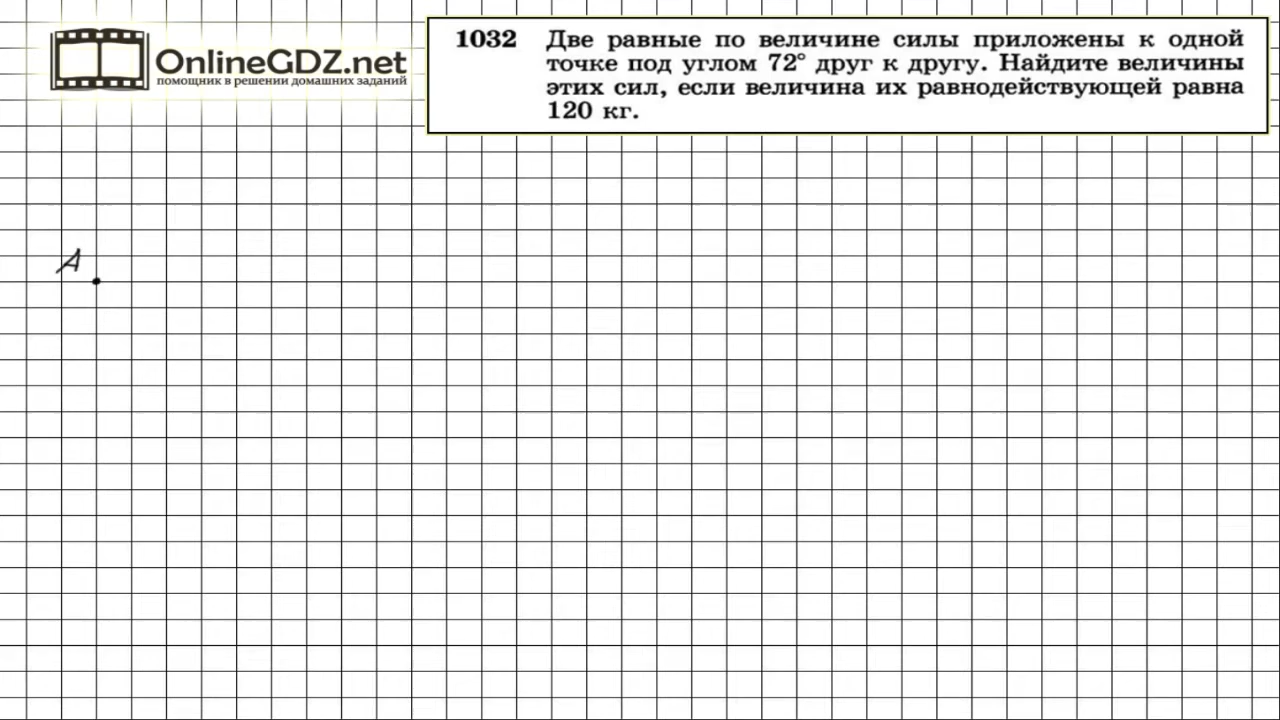 OnlineGDZ.net
помощник в решении домашних заданий
1032 Две равные по величине силы приложены к одной
точке под углом 72° друг к другу. Найдите величины
этих сил, если величина их равнодействующей равна
120 кг.
A